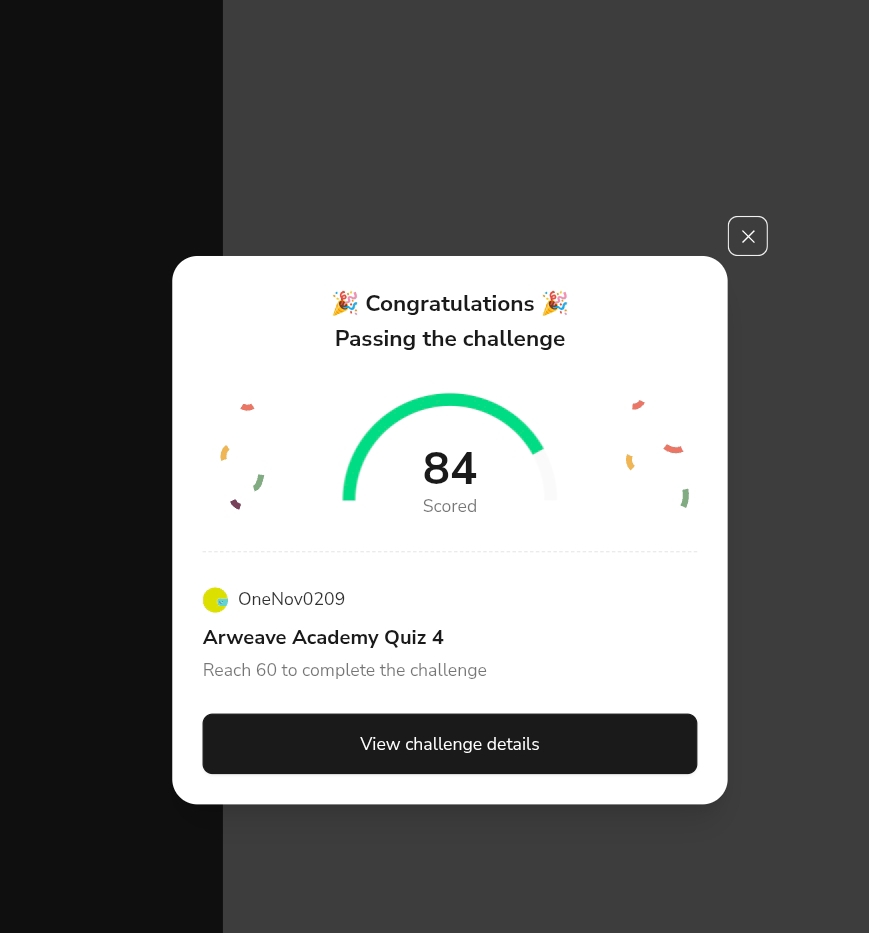 🎉 Congratulations 🎉
Passing the challenge
84
Scored
OneNov0209
Arweave Academy Quiz 4
Reach 60 to complete the challenge
View challenge details